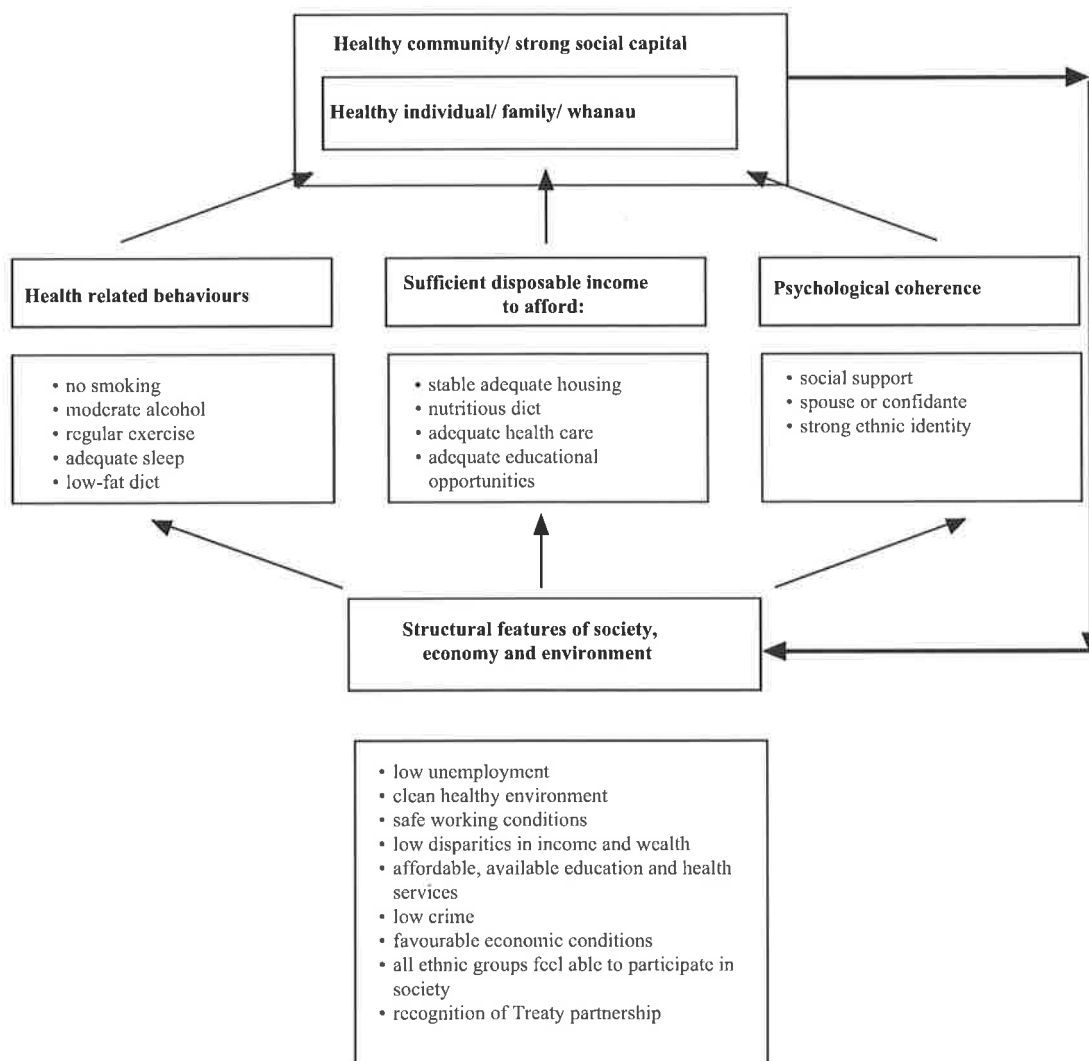 Healthy community/ strong social capital
Healthy individual/ family/ whanau
Health related behaviours
• no smoking
• moderate alcohol
• regular exercise
• adequate sleep
• low-fat diet
Sufficient disposable income
to afford:
• stable adequate housing
• nutritious diet
• adequate health care
• adequate educational
opportunities
Psychological coherence
• social support
• spouse or confidante
• strong ethnic identity
Structural features of society,
economy and environment
• low unemployment
• clean healthy environment
• safe working conditions
• low disparities in income and wealth
• affordable, available education and health
services
• low crime
• favourable economic conditions
• all ethnic groups feel able to participate in
society
• recognition of Treaty partnership